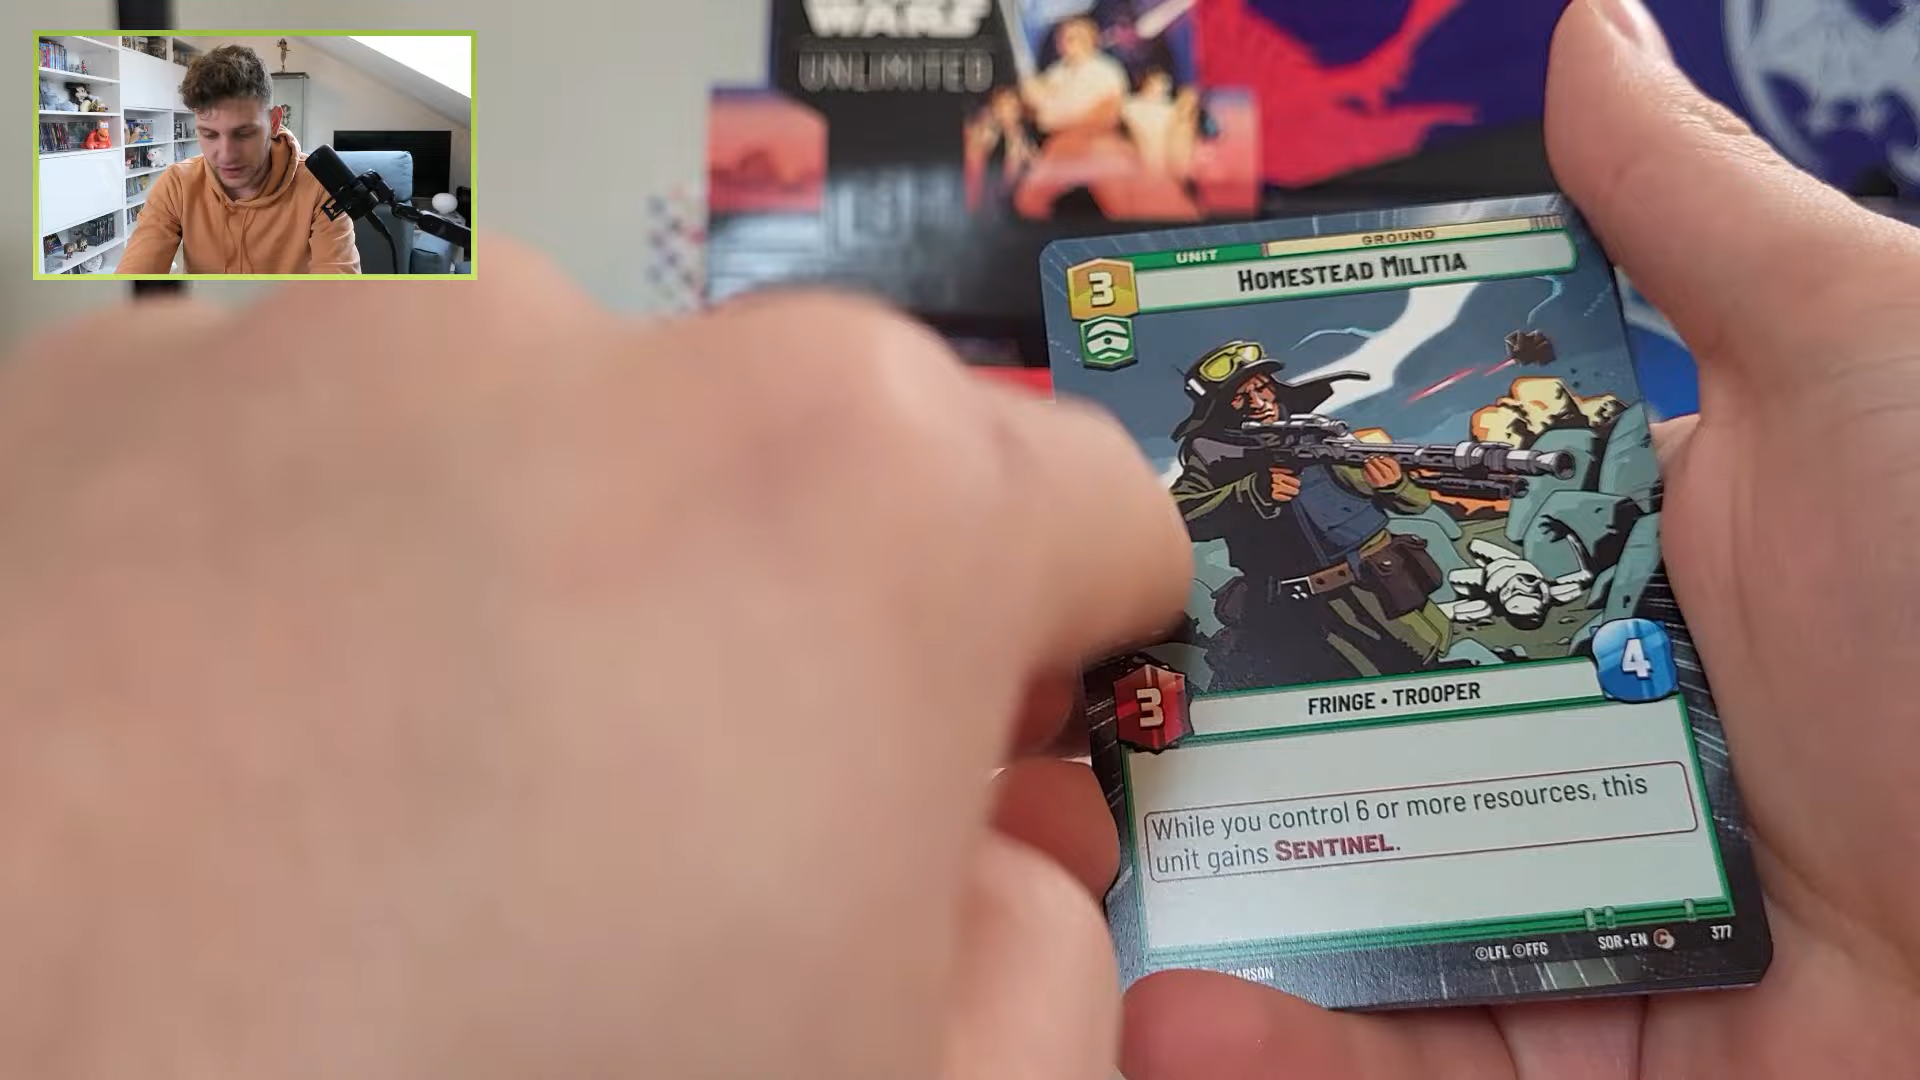 WARS
UNLIMITED
UNIT
GROUND
3
HOMESTEAD MILITIA
3
FRINGE • TROOPER
4
While you control 6 or more resources, this
unit gains SENTINEL.
©LFL ©FFG
SOR • EN C
377
CARSON